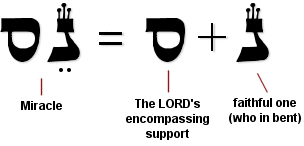 נֵס = ס + נ
Miracle
The LORD's
encompassing
support
faithful one
(who in bent)